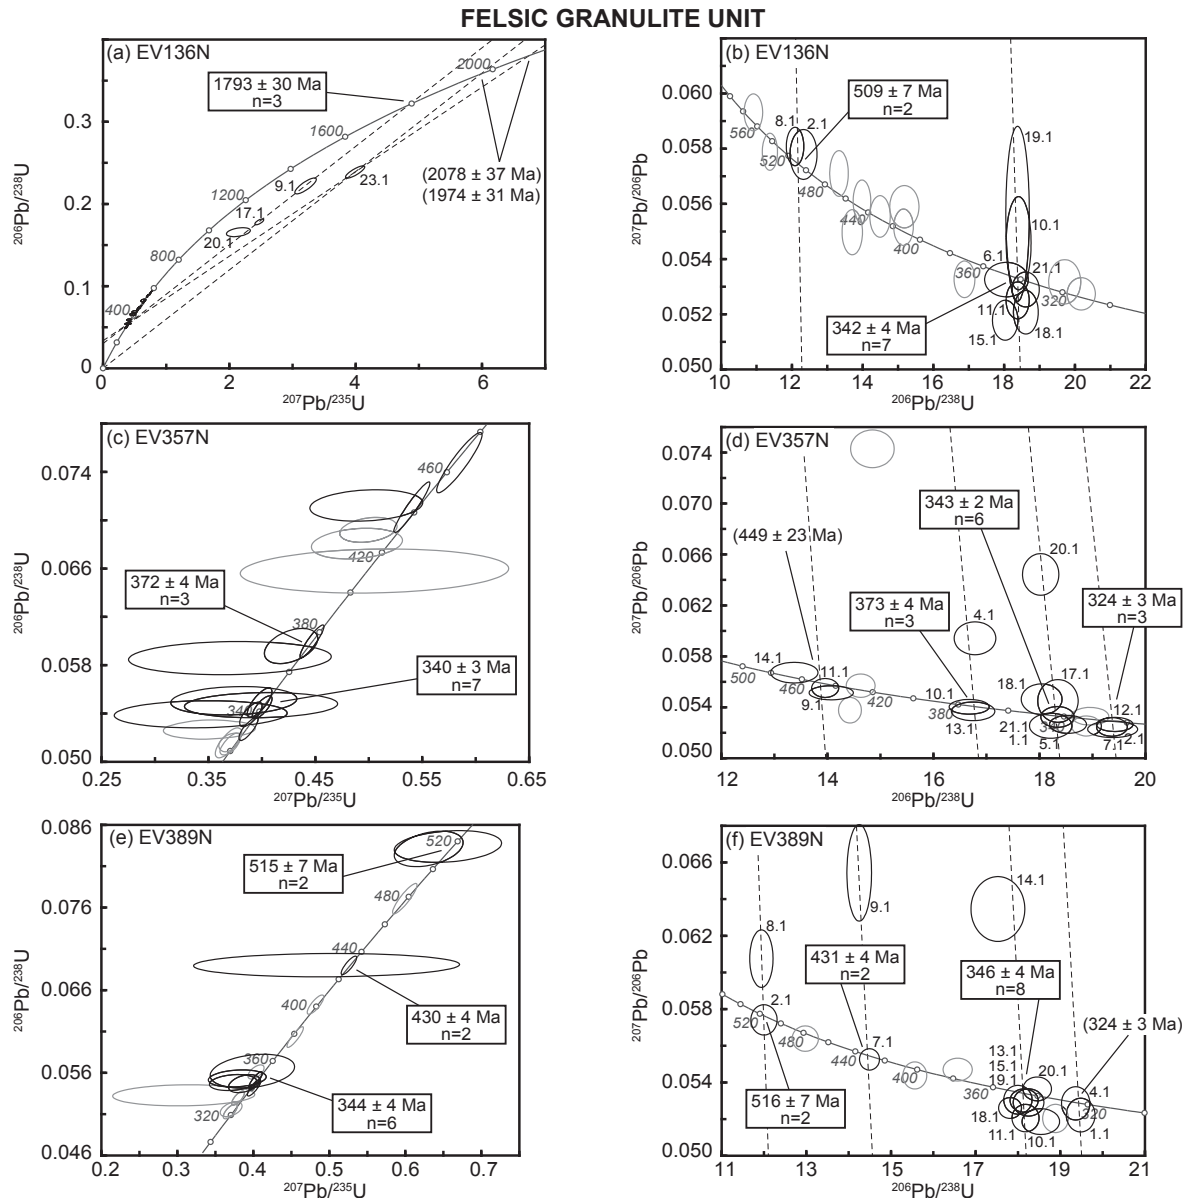 FELSIC GRANULITE UNIT
(a) EV136N
1793 ± 30 Ma
n=3
2000
1600
1200
800
400
9.1
23.1
17.1
20.1
(2078 ± 37 Ma)
(1974 ± 31 Ma)
0.3
0.2
0.1
0
0 2 4 6
206Pb/238U
207Pb/235U
(b) EV136N
509 ± 7 Ma
n=2
8.1 2.1
19.1
10.1
6.1
21.1
11.1
15.1
18.1
560
520
480
440
400
360
320
342 ± 4 Ma
n=7
0.060
0.058
0.056
0.054
0.052
0.050
10 12 14 16 18 20 22
207Pb/206Pb
206Pb/238U
(c) EV357N
460
420
380
340
372 ± 4 Ma
n=3
340 ± 3 Ma
n=7
0.074
0.066
0.058
0.050
0.25 0.35 0.45 0.55 0.65
206Pb/238U
207Pb/235U
(d) EV357N
343 ± 2 Ma
n=6
(449 ± 23 Ma)
20.1
373 ± 4 Ma
n=3
324 ± 3 Ma
n=3
4.1
14.1
11.1
9.1
10.1
13.1
18.1
17.1
21.1
1.1
5.1
12.1
7.1
2.1
500
460
420
380
340
0.070
0.074
0.066
0.062
0.058
0.054
0.050
12 14 16 18 20
207Pb/206Pb
206Pb/238U
(e) EV389N
515 ± 7 Ma
n=2
520
480
440
400
360
320
430 ± 4 Ma
n=2
344 ± 4 Ma
n=6
0.086
0.076
0.066
0.056
0.046
0.2 0.3 0.4 0.5 0.6 0.7
206Pb/238U
207Pb/235U
(f) EV389N
14.1
9.1
8.1
431 ± 4 Ma
n=2
346 ± 4 Ma
n=8
(324 ± 3 Ma)
2.1
7.1
13.1
15.1
19.1
20.1
4.1
18.1
11.1
10.1
1.1
520
480
440
400
360
320
516 ± 7 Ma
n=2
0.066
0.062
0.058
0.054
0.050
11 13 15 17 19 21
207Pb/206Pb
206Pb/238U